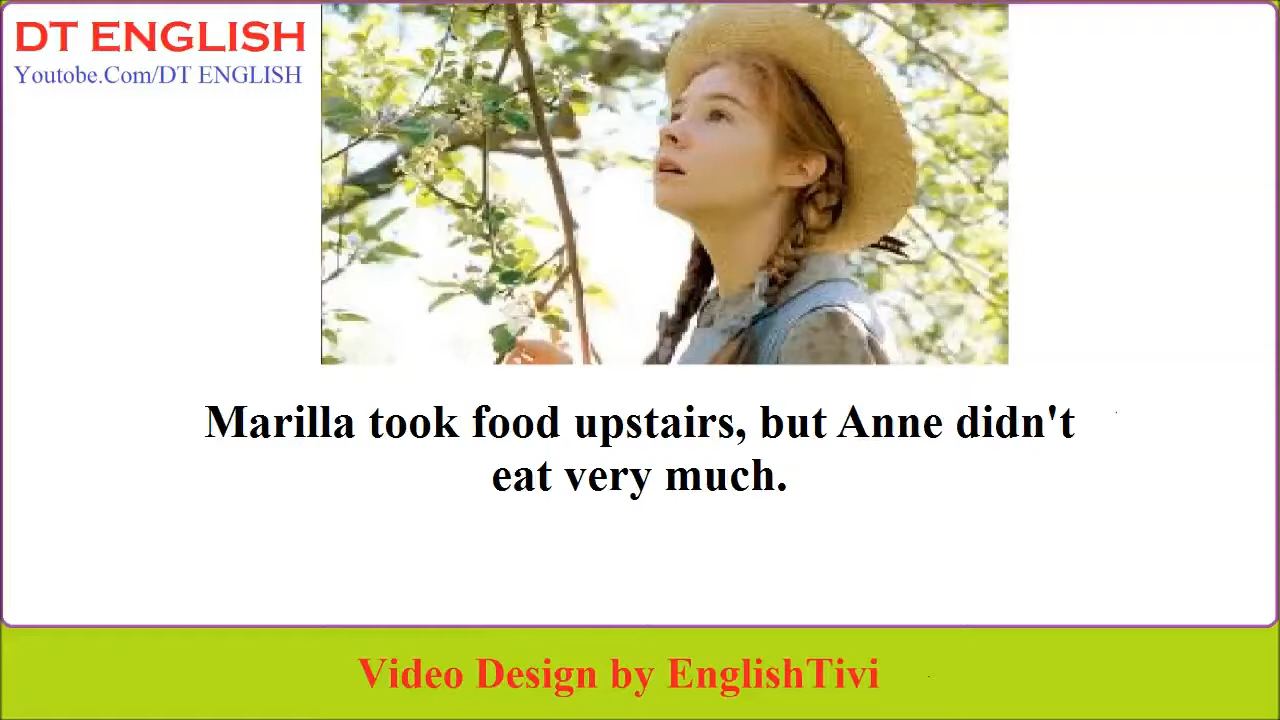 DT ENGLISH
Youtube.Com/DT ENGLISH
Marilla took food upstairs, but Anne didn't
eat very much.
Video Design by EnglishTivi